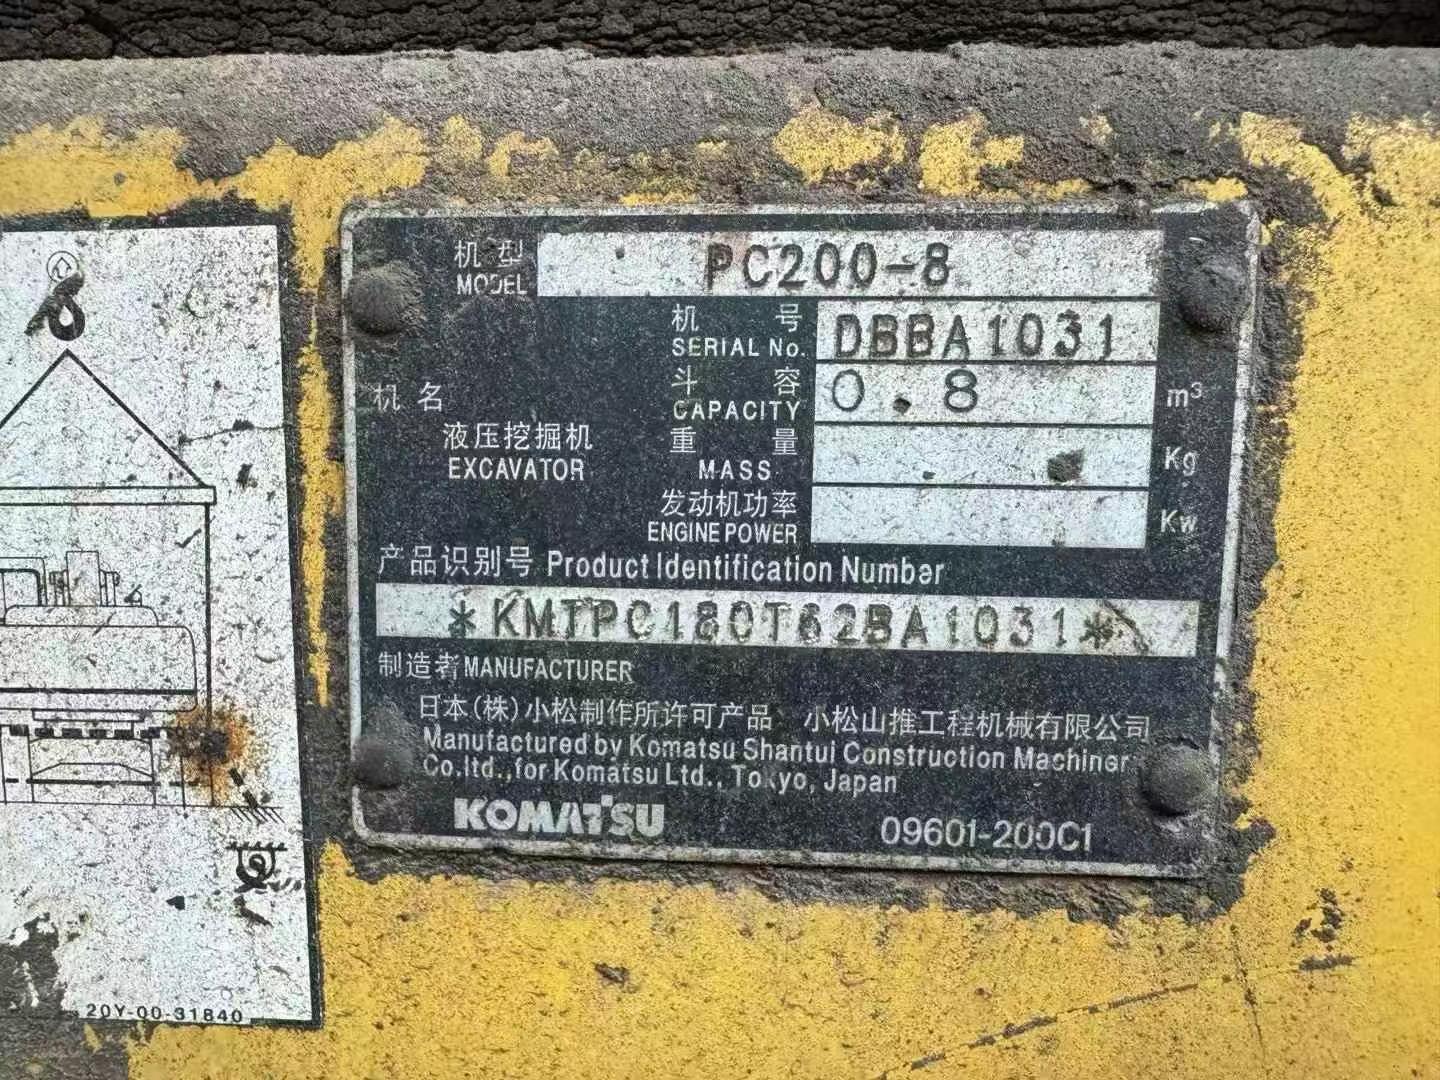 机型 PC200-8
MODEL
机号 DBBA1031
SERIAL No.
斗容 0.8 m³
CAPACITY
机名
液压挖掘机
EXCAVATOR
重量 Kg
MASS
发动机功率 Kw
ENGINE POWER
产品识别号 Product Identification Number
*KMTPC180T62BA1031*
制造者 MANUFACTURER
日本(株)小松制作所许可产品 小松山推工程机械有限公司
Manufactured by Komatsu Shantui Construction Machiner
Co.ltd.,for Komatsu Ltd., Tokyo, Japan
KOMATSU 09601-200C1
20Y-00-31840